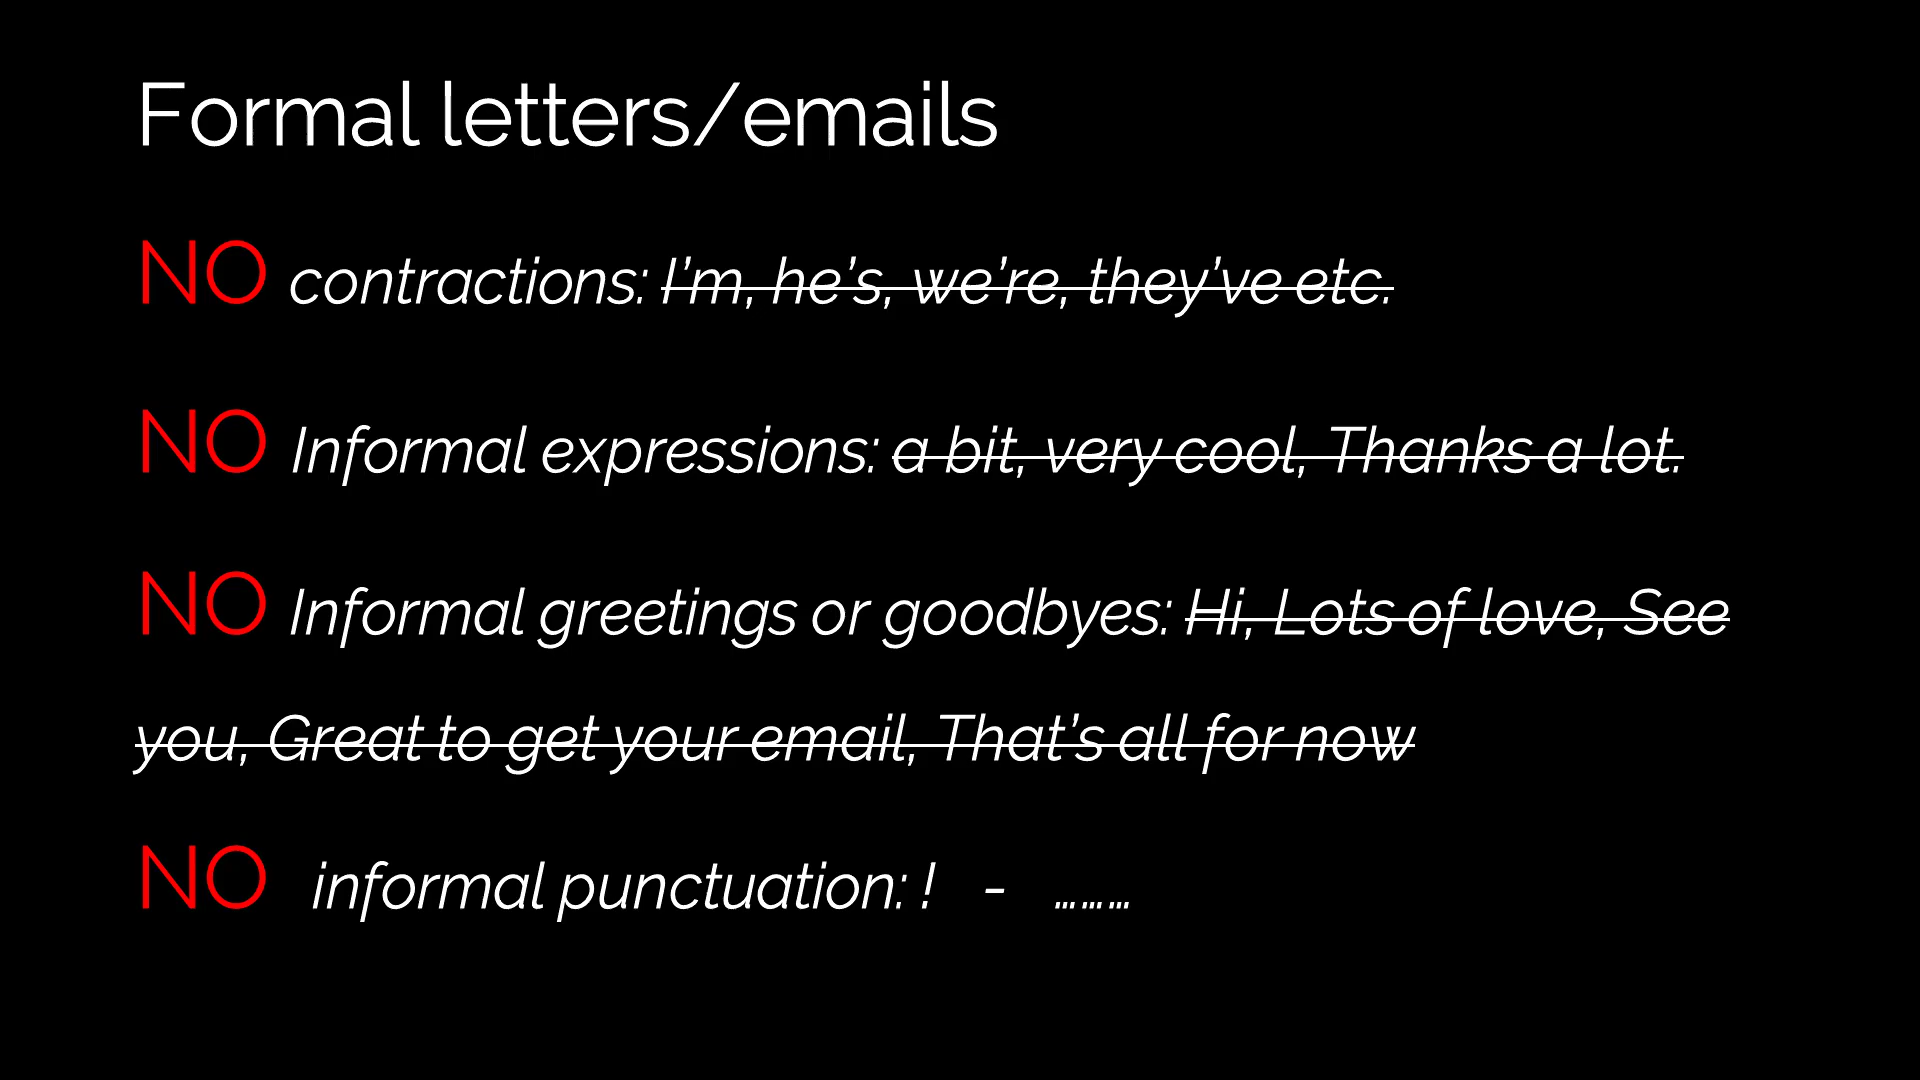 Formal letters/emails
NO contractions: I’m, he’s, we’re, they’ve etc.
NO Informal expressions: a bit, very cool, Thanks a lot.
NO Informal greetings or goodbyes: Hi, Lots of love, See
you, Great to get your email, That’s all for now
NO informal punctuation: ! - ………